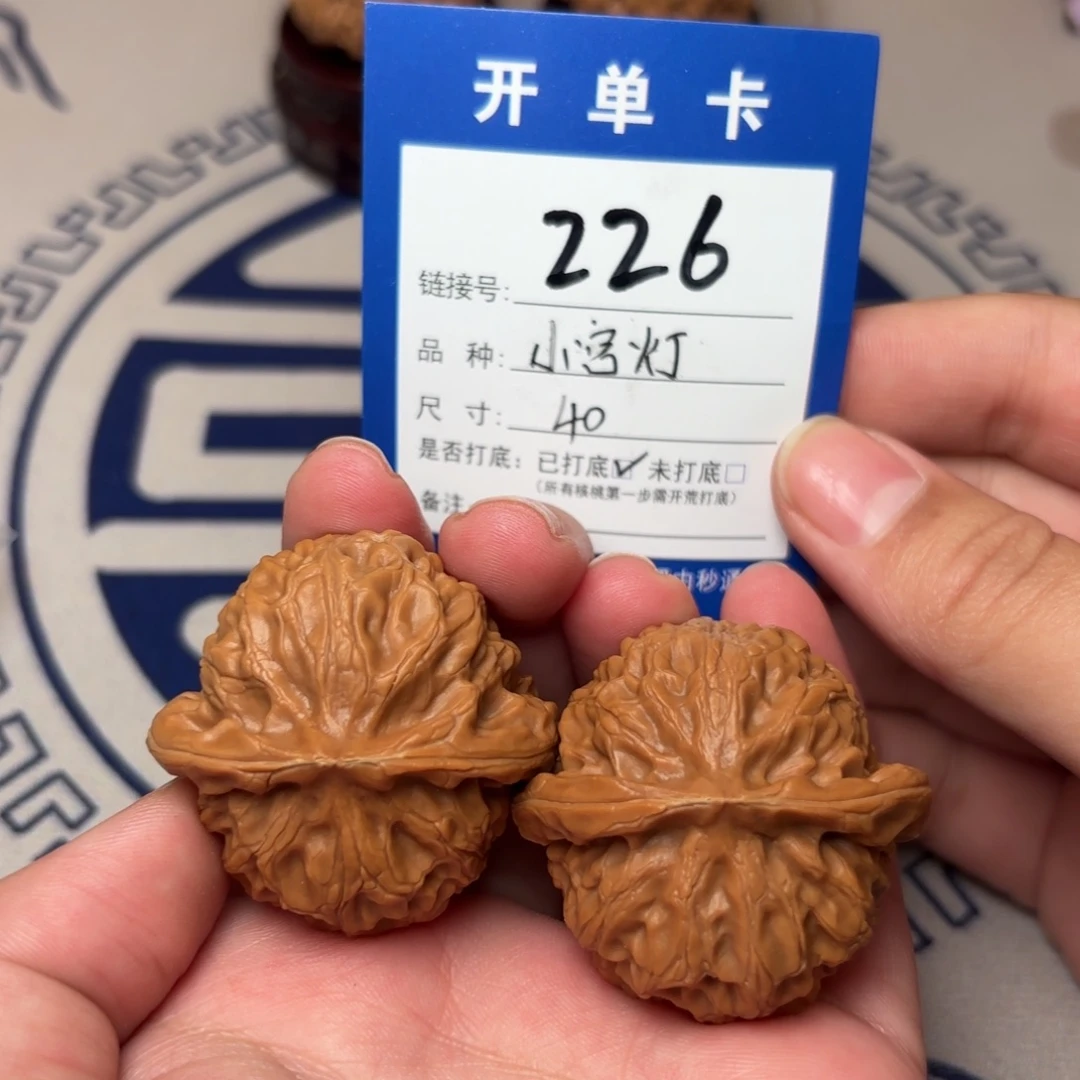 开单卡
链接号: 226
品 种: 小宫灯
尺 寸: 40
是否打底: 已打底☑ 未打底☐
(所有核桃第一步需开荒打底)
备注